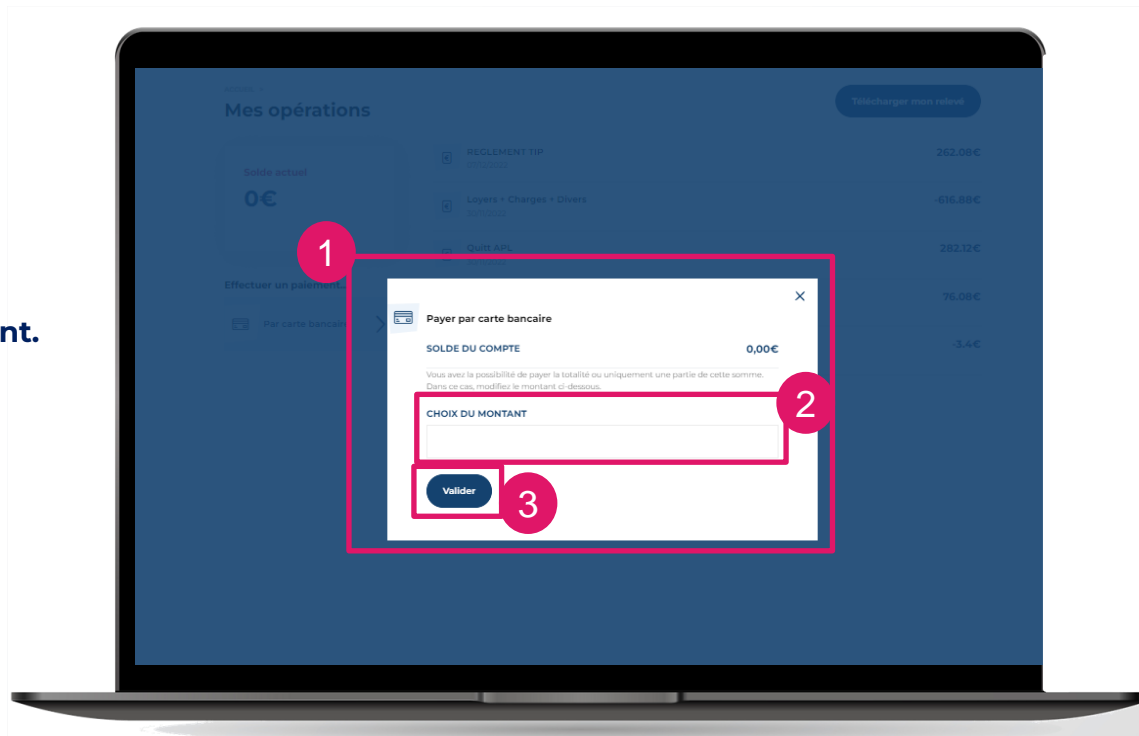 Mes opérations
Télécharger mon relevé
Solde actuel
0€
REGLEMENT TIP
262.08€
Loyers + Charges + Divers
-616.88€
Quitt APL
282.12€
76.08€
-3.4€
Effectuer un paiement...
Par carte bancaire
nt.
1
Payer par carte bancaire
SOLDE DU COMPTE
0,00€
Vous avez la possibilité de payer la totalité ou uniquement une partie de cette somme.
Dans ce cas, modifiez le montant ci-dessous.
2
CHOIX DU MONTANT
Valider
3